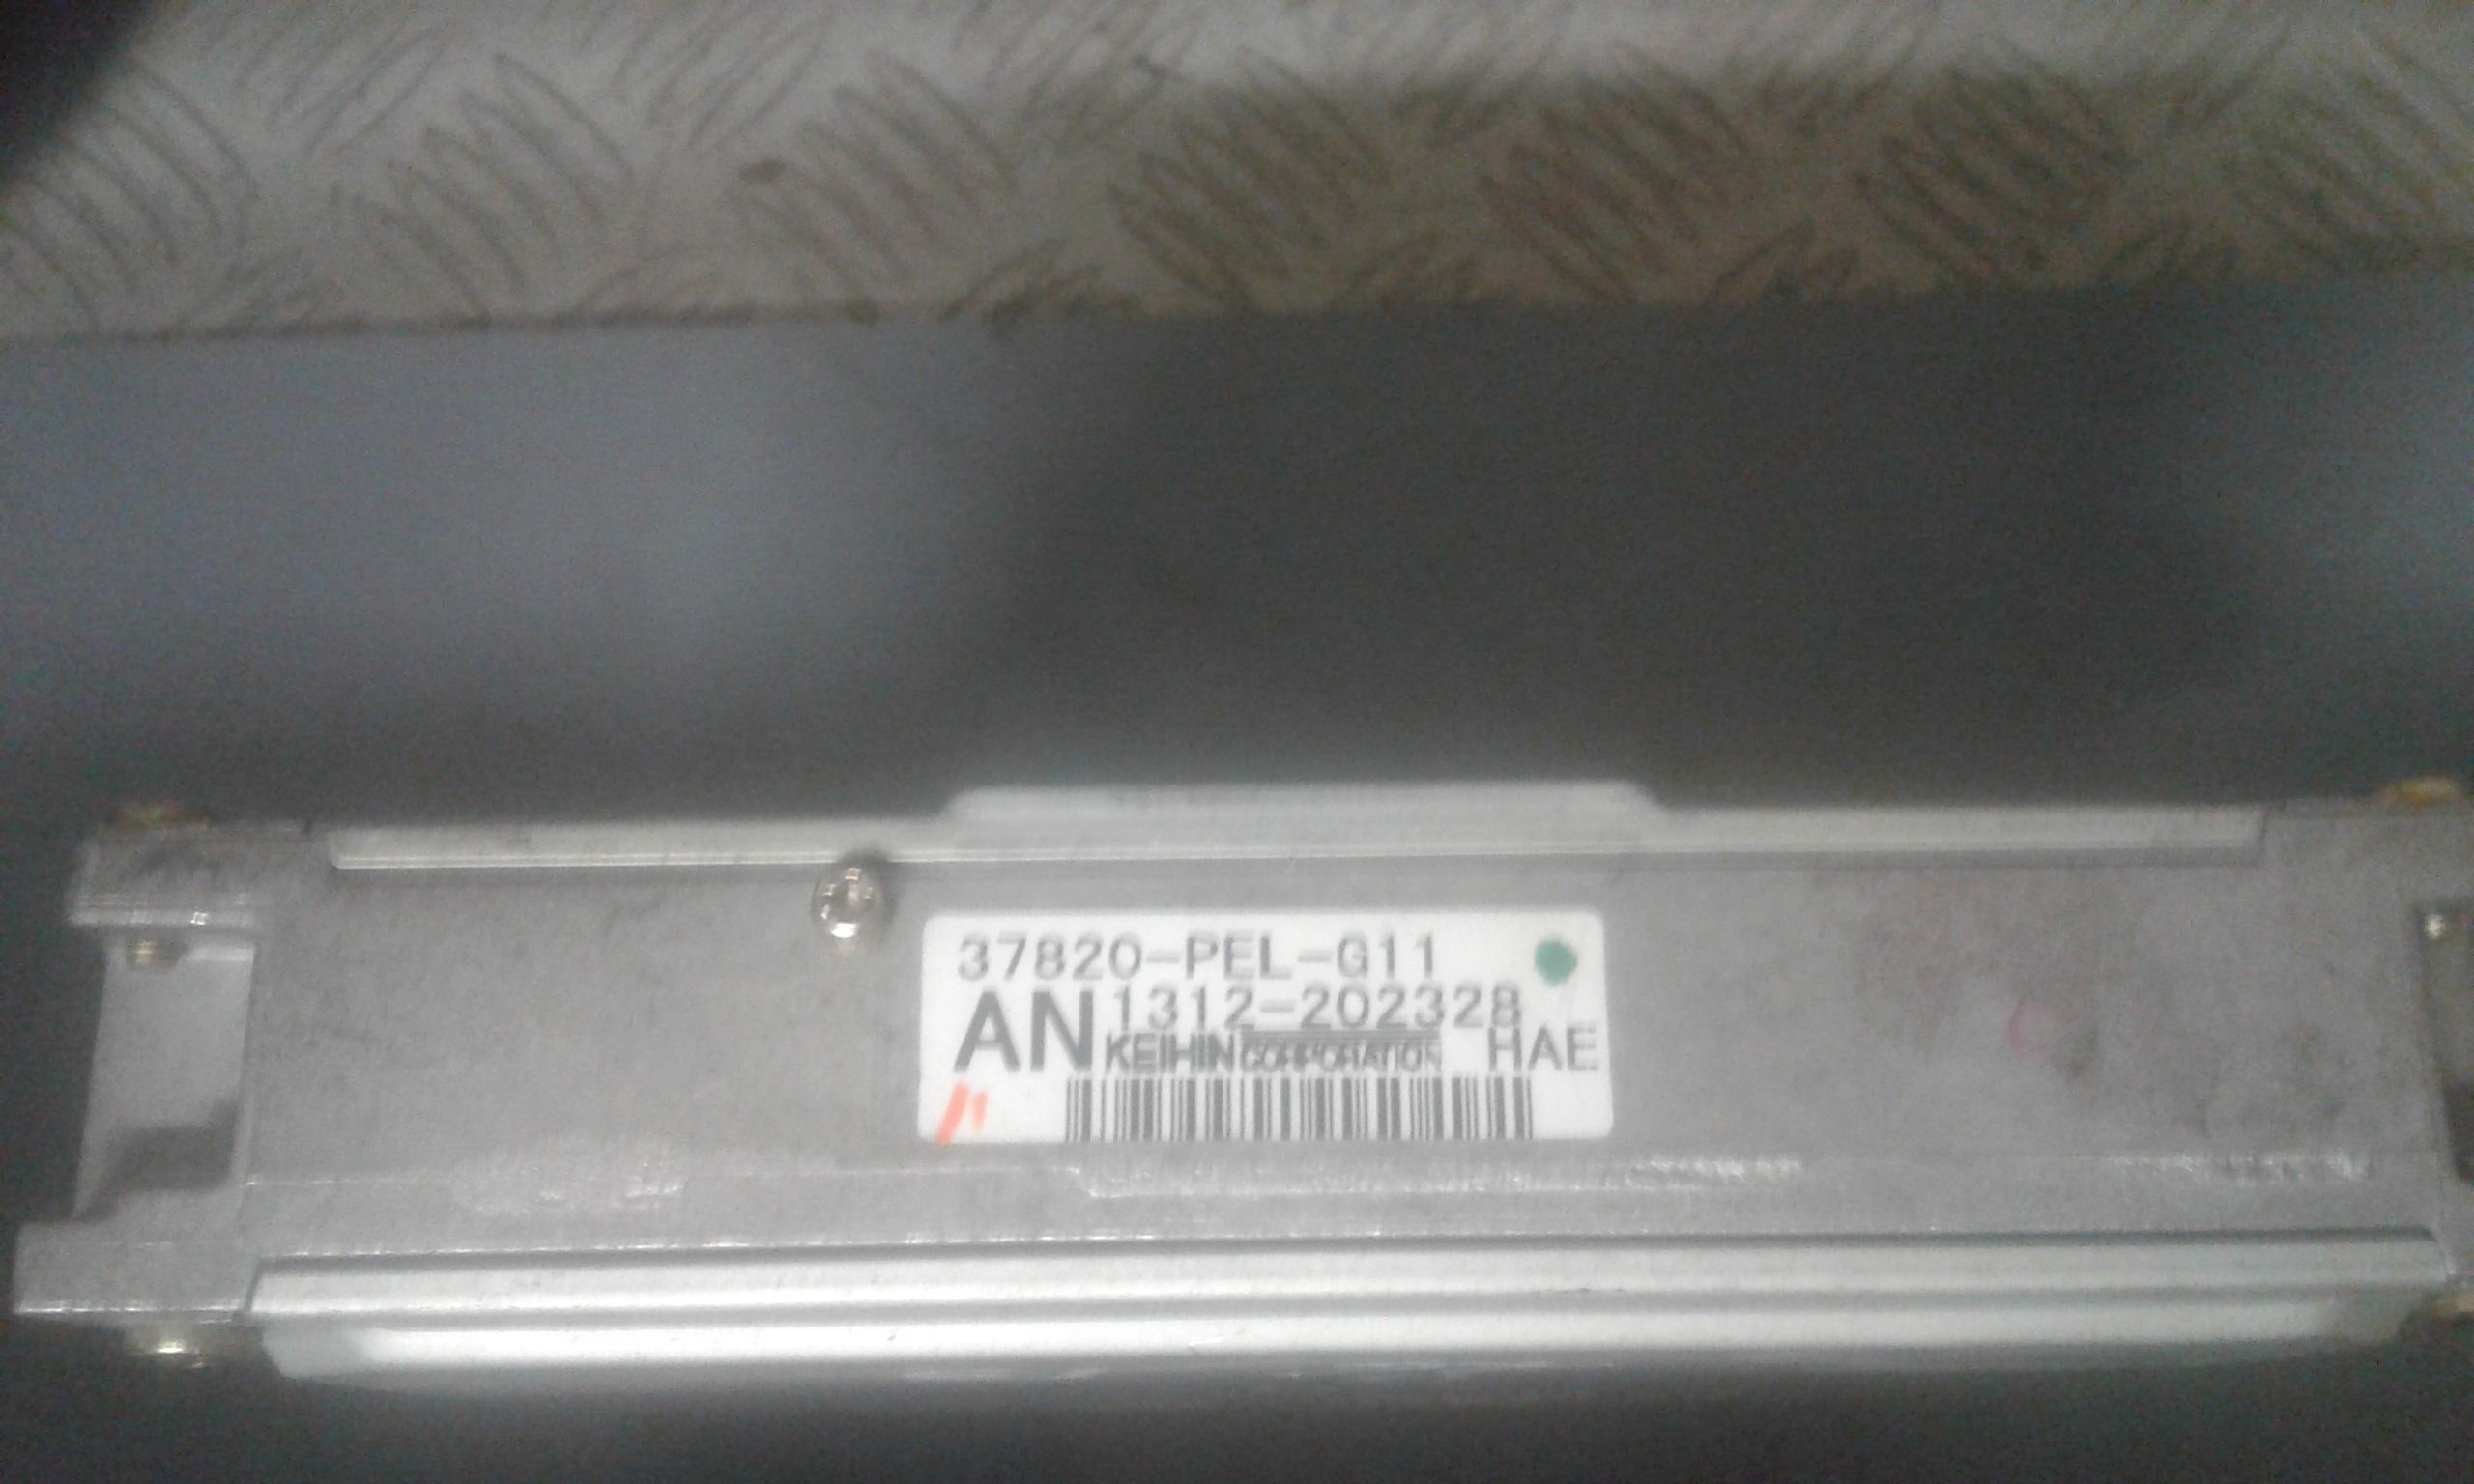 37820-PEL-G11
AN 1312-202328
KEIHIN CORPORATION HAE